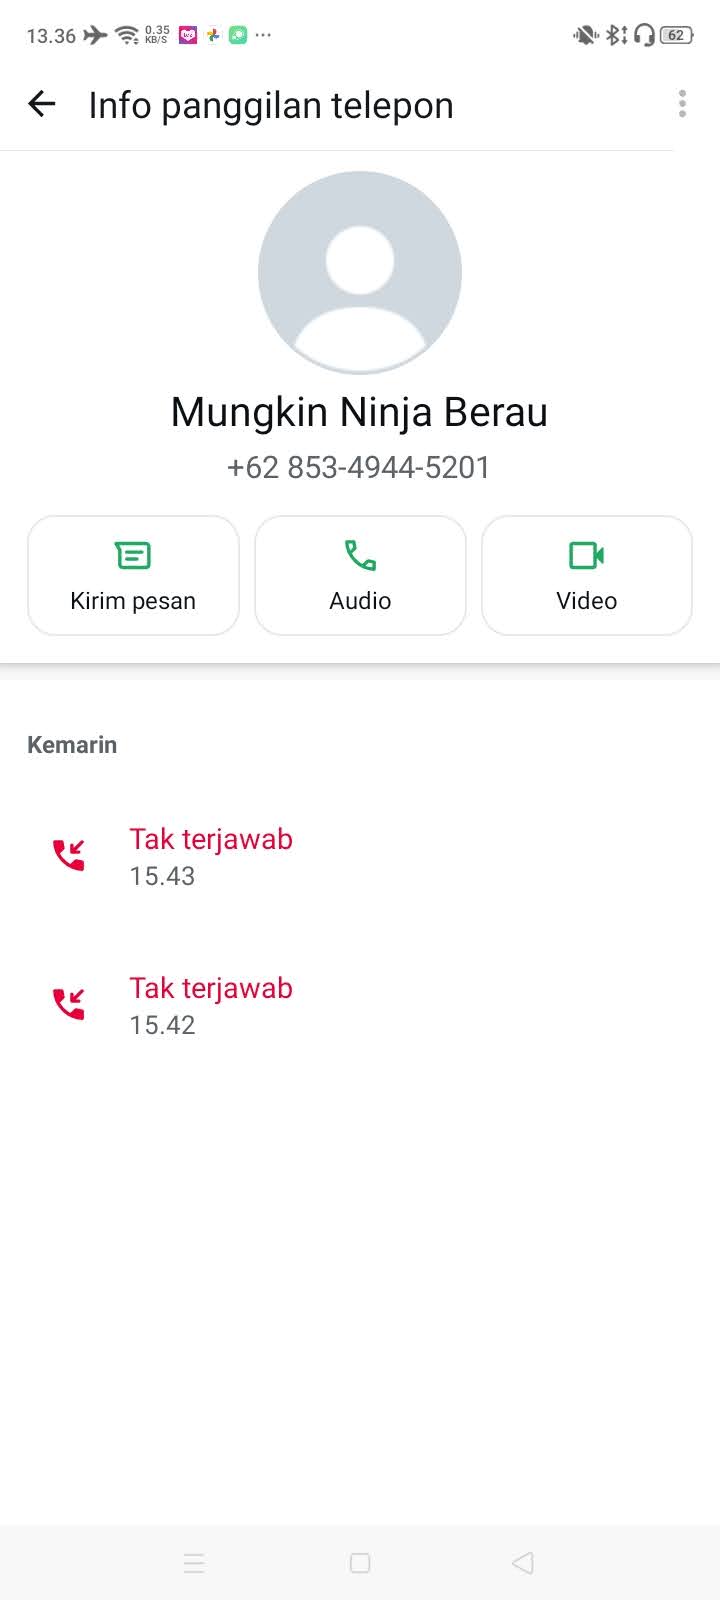 13.36 0.35 KB/S 62
Info panggilan telepon
Mungkin Ninja Berau
+62 853-4944-5201
Kirim pesan Audio Video
Kemarin
Tak terjawab
15.43
Tak terjawab
15.42